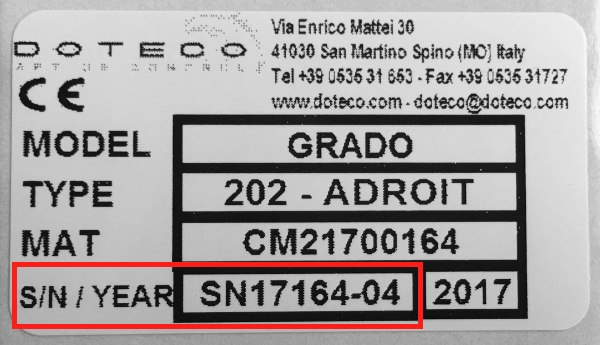 DOTECO
ART OF CONTROL
CE
Via Enrico Mattei 30
41030 San Martino Spino (MO) Italy
Tel +39 0535 31 653 - Fax +39 0535 31727
www.doteco.com - doteco@doteco.com
MODEL GRADO
TYPE 202 - ADROIT
MAT CM21700164
S/N / YEAR SN17164-04 2017